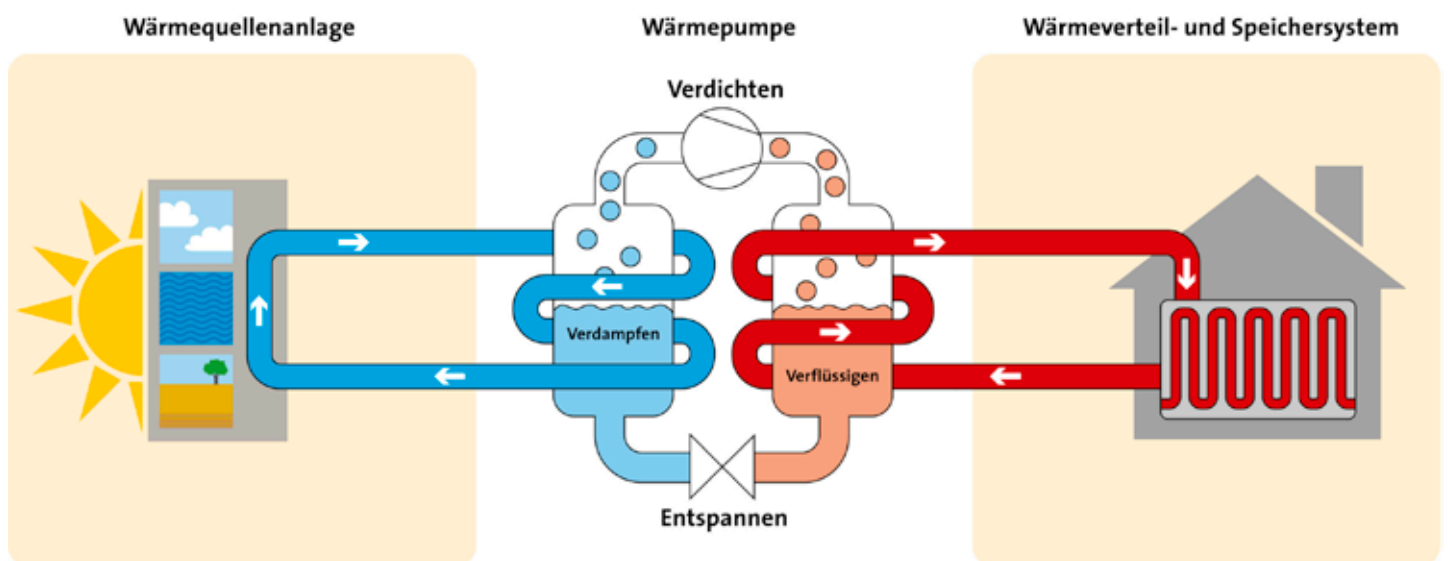 Wärmequellenanlage
Wärmepumpe
Wärmeverteil- und Speichersystem
Verdichten
Verdampfen
Verflüssigen
Entspannen